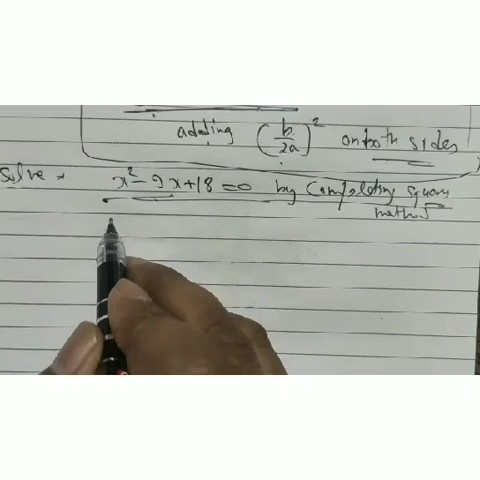 adding (b/2a)² on both sides
Solve x² - 9x + 18 = 0 by Completing square
method